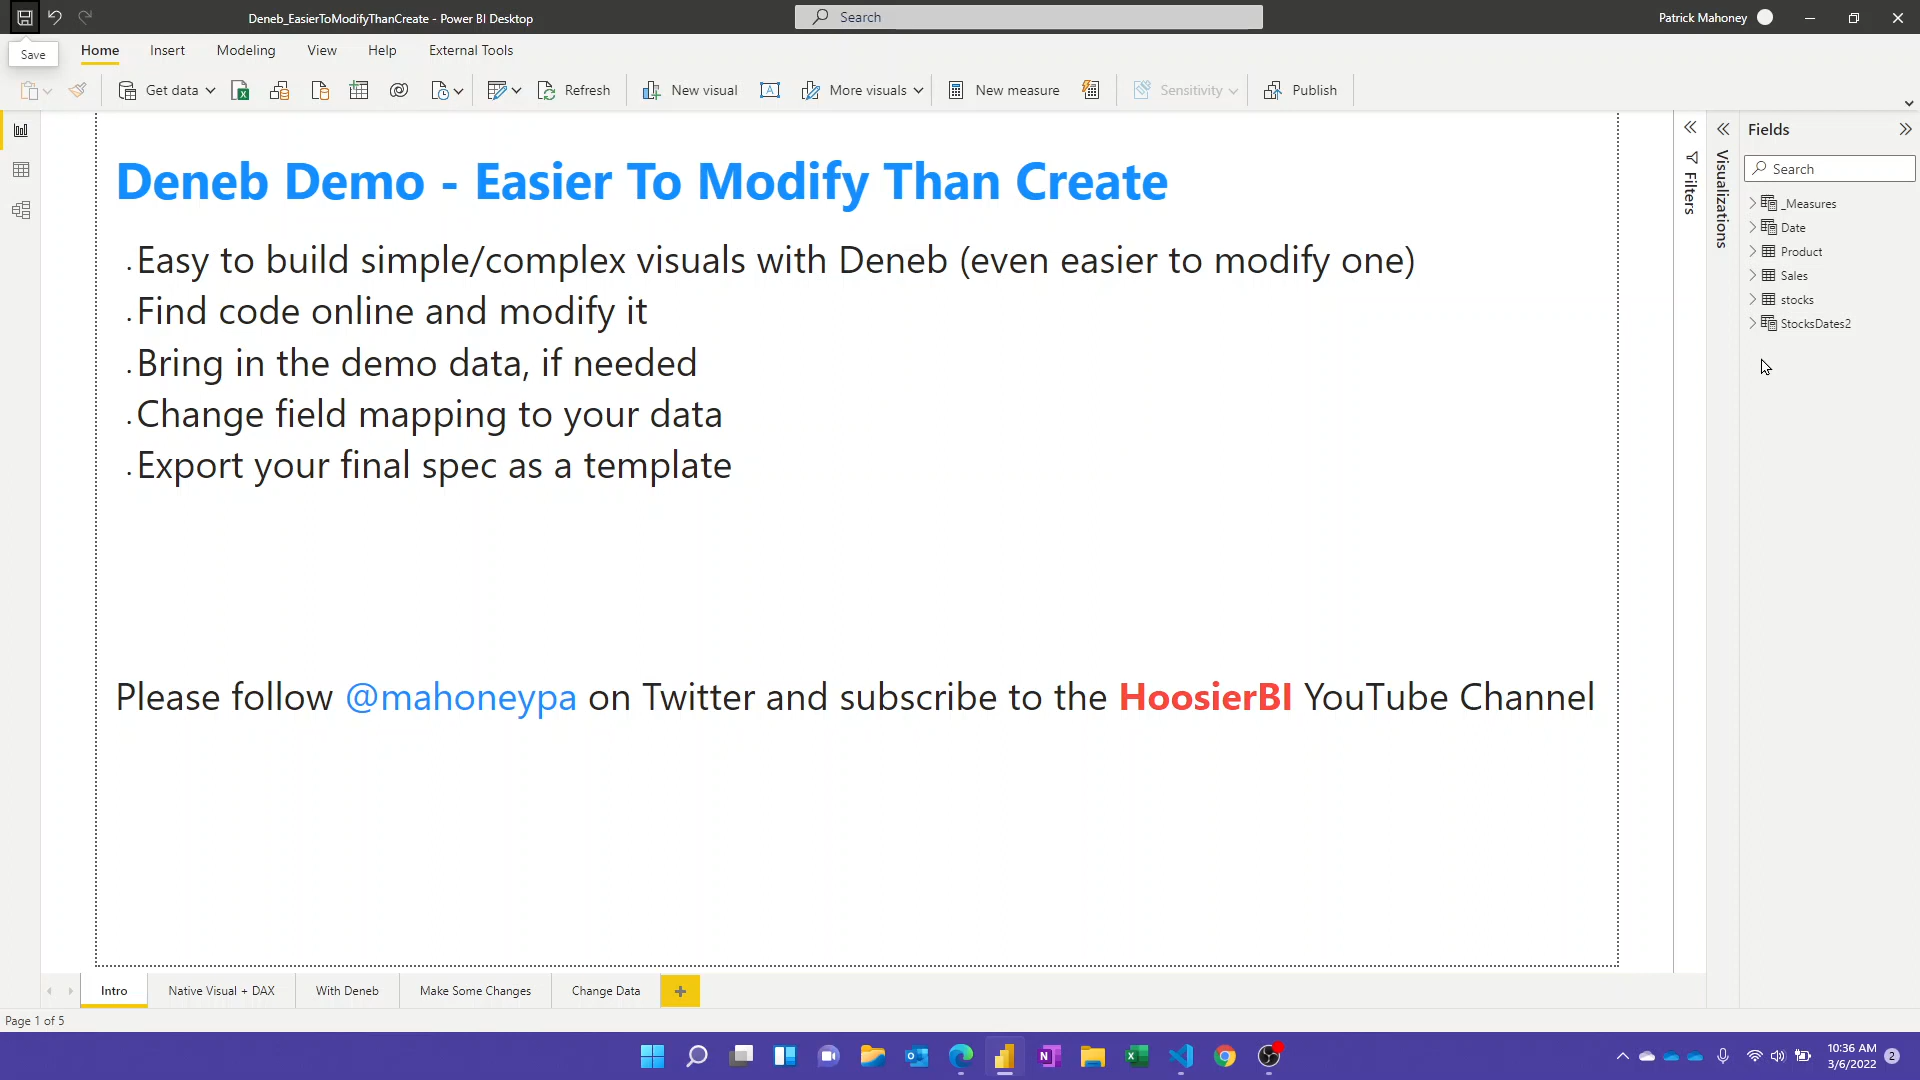 Deneb_EasierToModifyThanCreate - Power BI Desktop
Search
Patrick Mahoney
Save
Home Insert Modeling View Help External Tools
Get data
Refresh
New visual
A
More visuals
New measure
Sensitivity
Publish
Deneb Demo - Easier To Modify Than Create
. Easy to build simple/complex visuals with Deneb (even easier to modify one)
. Find code online and modify it
. Bring in the demo data, if needed
. Change field mapping to your data
. Export your final spec as a template
Please follow @mahoneypa on Twitter and subscribe to the HoosierBI YouTube Channel
Filters
Visualizations
Fields
Search
_Measures
Date
Product
Sales
stocks
StocksDates2
Intro
Native Visual + DAX
With Deneb
Make Some Changes
Change Data
+
Page 1 of 5
10:36 AM
3/6/2022
2